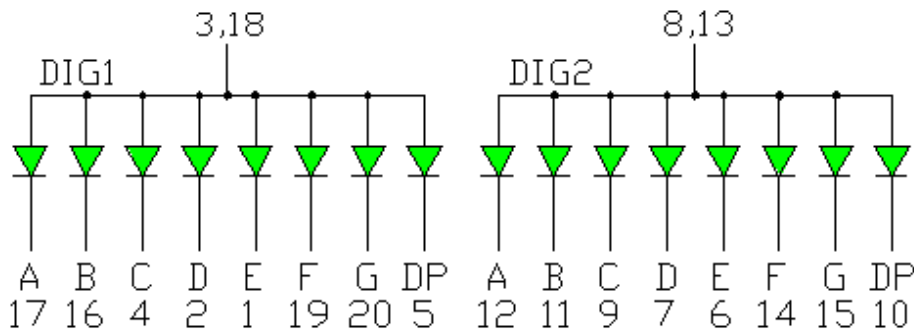 3,18 8,13
DIG1 DIG2
A B C D E F G DP A B C D E F G DP
17 16 4 2 1 19 20 5 12 11 9 7 6 14 15 10